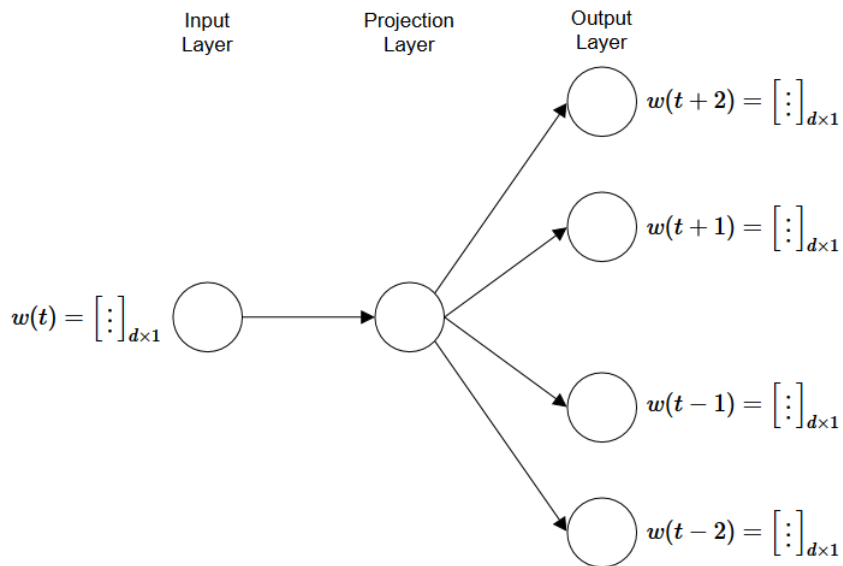 Input
Layer
Projection
Layer
Output
Layer
w(t + 2) = [⋮]d×1
w(t + 1) = [⋮]d×1
w(t) = [⋮]d×1
w(t − 1) = [⋮]d×1
w(t − 2) = [⋮]d×1